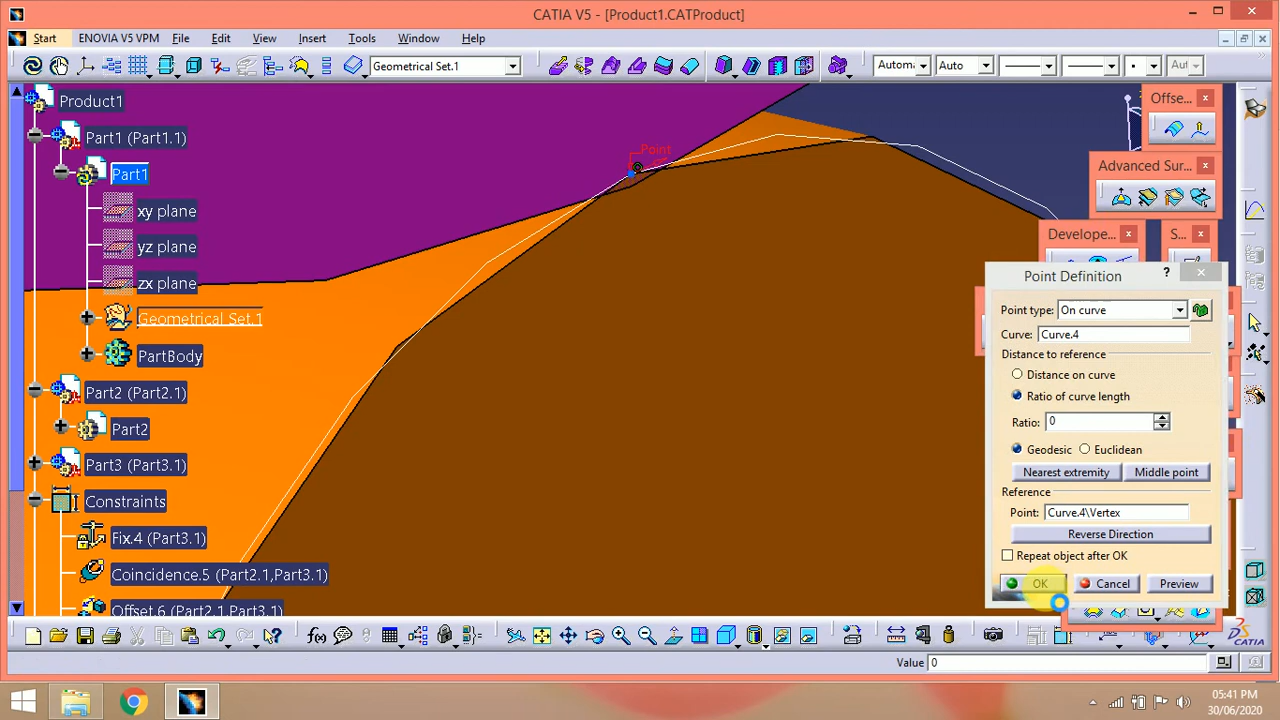 CATIA V5 - [Product1.CATProduct]
Start ENOVIA V5 VPM File Edit View Insert Tools Window Help
Geometrical Set.1
Automa Auto Aut
Product1
Part1 (Part1.1)
Part1
xy plane
yz plane
zx plane
Geometrical Set.1
PartBody
Part2 (Part2.1)
Part2
Part3 (Part3.1)
Constraints
Fix.4 (Part3.1)
Coincidence.5 (Part2.1,Part3.1)
Offset.6 (Part2.1,Part3.1)
Point
Offse...
Advanced Sur...
Develope...
S...
Point Definition
Point type: On curve
Curve: Curve.4
Distance to reference
Distance on curve
Ratio of curve length
Ratio: 0
Geodesic Euclidean
Nearest extremity Middle point
Reference
Point: Curve.4\Vertex
Reverse Direction
Repeat object after OK
OK Cancel Preview
f(x)
DASSAULT SYSTEMES CATIA
Value 0
05:41 PM
30/06/2020